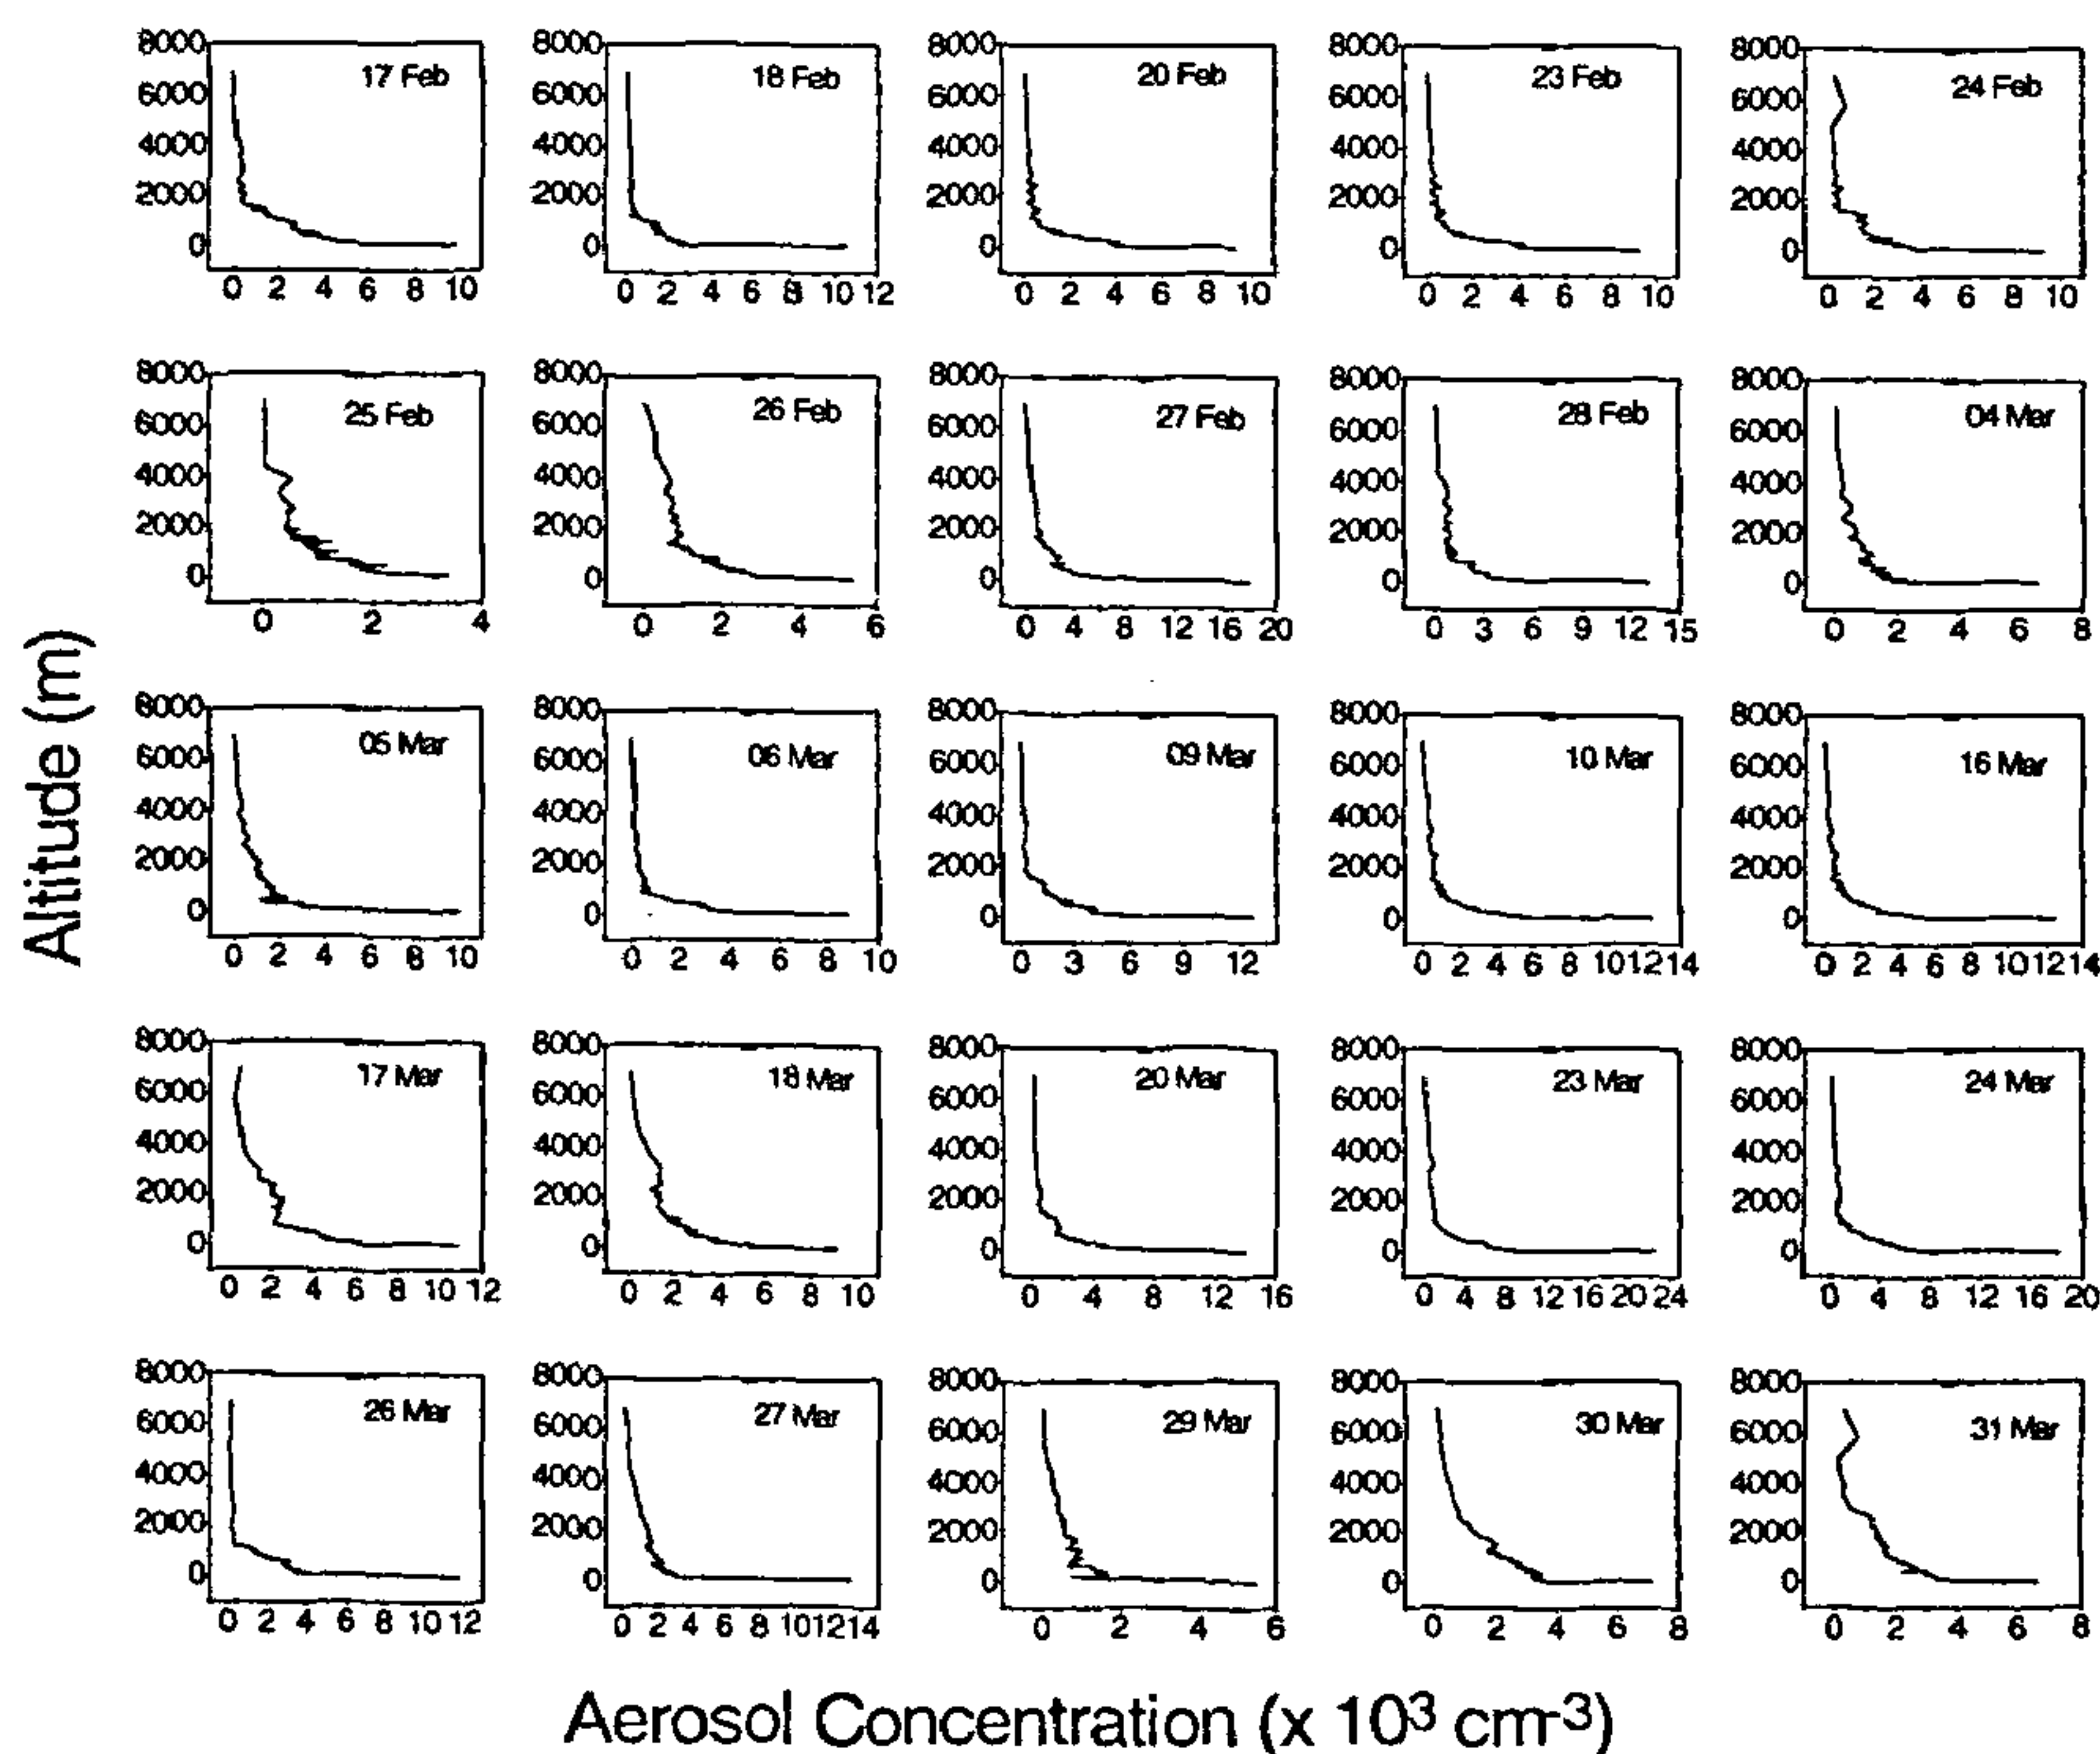 8000 6000 4000 2000 0
17 Feb
0 2 4 6 8 10
8000 6000 4000 2000 0
18 Feb
0 2 4 6 8 10 12
8000 6000 4000 2000 0
20 Feb
0 2 4 6 8 10
8000 6000 4000 2000 0
23 Feb
0 2 4 6 8 10
8000 6000 4000 2000 0
24 Feb
0 2 4 6 8 10
8000 6000 4000 2000 0
25 Feb
0 2 4
8000 6000 4000 2000 0
26 Feb
0 2 4 6
8000 6000 4000 2000 0
27 Feb
0 4 8 12 16 20
8000 6000 4000 2000 0
28 Feb
0 3 6 9 12 15
8000 6000 4000 2000 0
04 Mar
0 2 4 6 8
Altitude (m)
8000 6000 4000 2000 0
05 Mar
0 2 4 6 8 10
8000 6000 4000 2000 0
06 Mar
0 2 4 6 8 10
8000 6000 4000 2000 0
09 Mar
0 3 6 9 12
8000 6000 4000 2000 0
10 Mar
0 2 4 6 8 10 12 14
8000 6000 4000 2000 0
16 Mar
0 2 4 6 8 10 12 14
8000 6000 4000 2000 0
17 Mar
0 2 4 6 8 10 12
8000 6000 4000 2000 0
18 Mar
0 2 4 6 8 10
8000 6000 4000 2000 0
20 Mar
0 4 8 12 16
8000 6000 4000 2000 0
23 Mar
0 4 8 12 16 20 24
8000 6000 4000 2000 0
24 Mar
0 4 8 12 16 20
8000 6000 4000 2000 0
26 Mar
0 2 4 6 8 10 12
8000 6000 4000 2000 0
27 Mar
0 2 4 6 8 10 12 14
8000 6000 4000 2000 0
29 Mar
0 2 4 6
8000 6000 4000 2000 0
30 Mar
0 2 4 6 8
8000 6000 4000 2000 0
31 Mar
0 2 4 6 8
Aerosol Concentration (x 10³ cm⁻³)